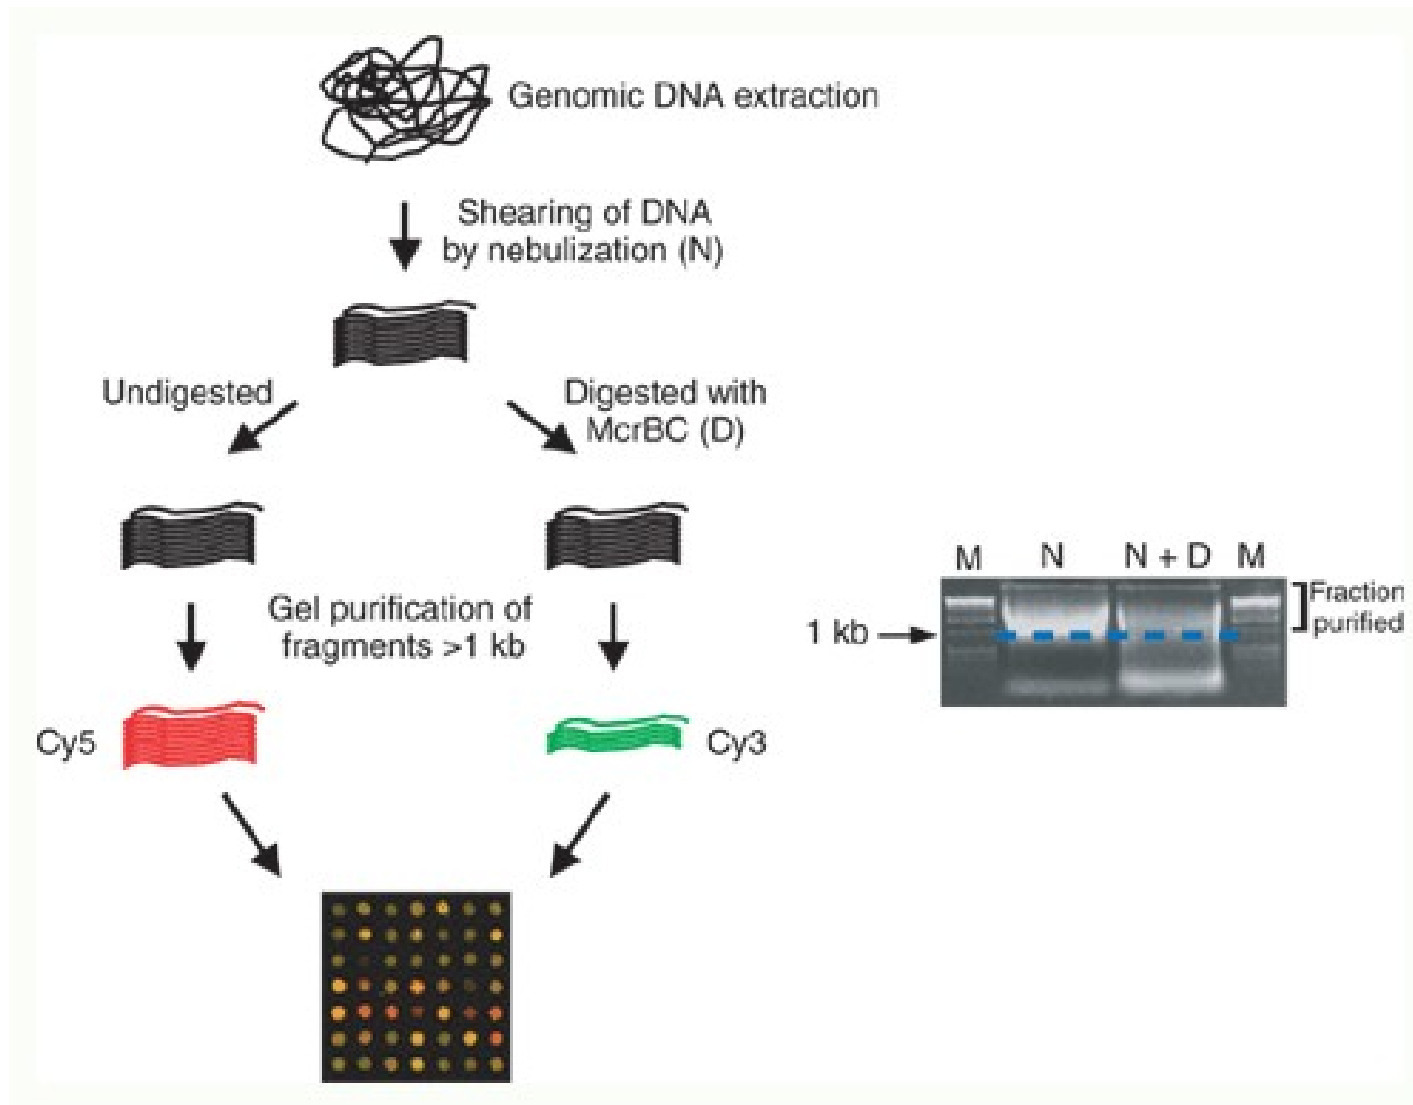 Genomic DNA extraction
Shearing of DNA
by nebulization (N)
Undigested
Digested with
McrBC (D)
Gel purification of
fragments >1 kb
Cy5
Cy3
M N N + D M
1 kb
Fraction
purified